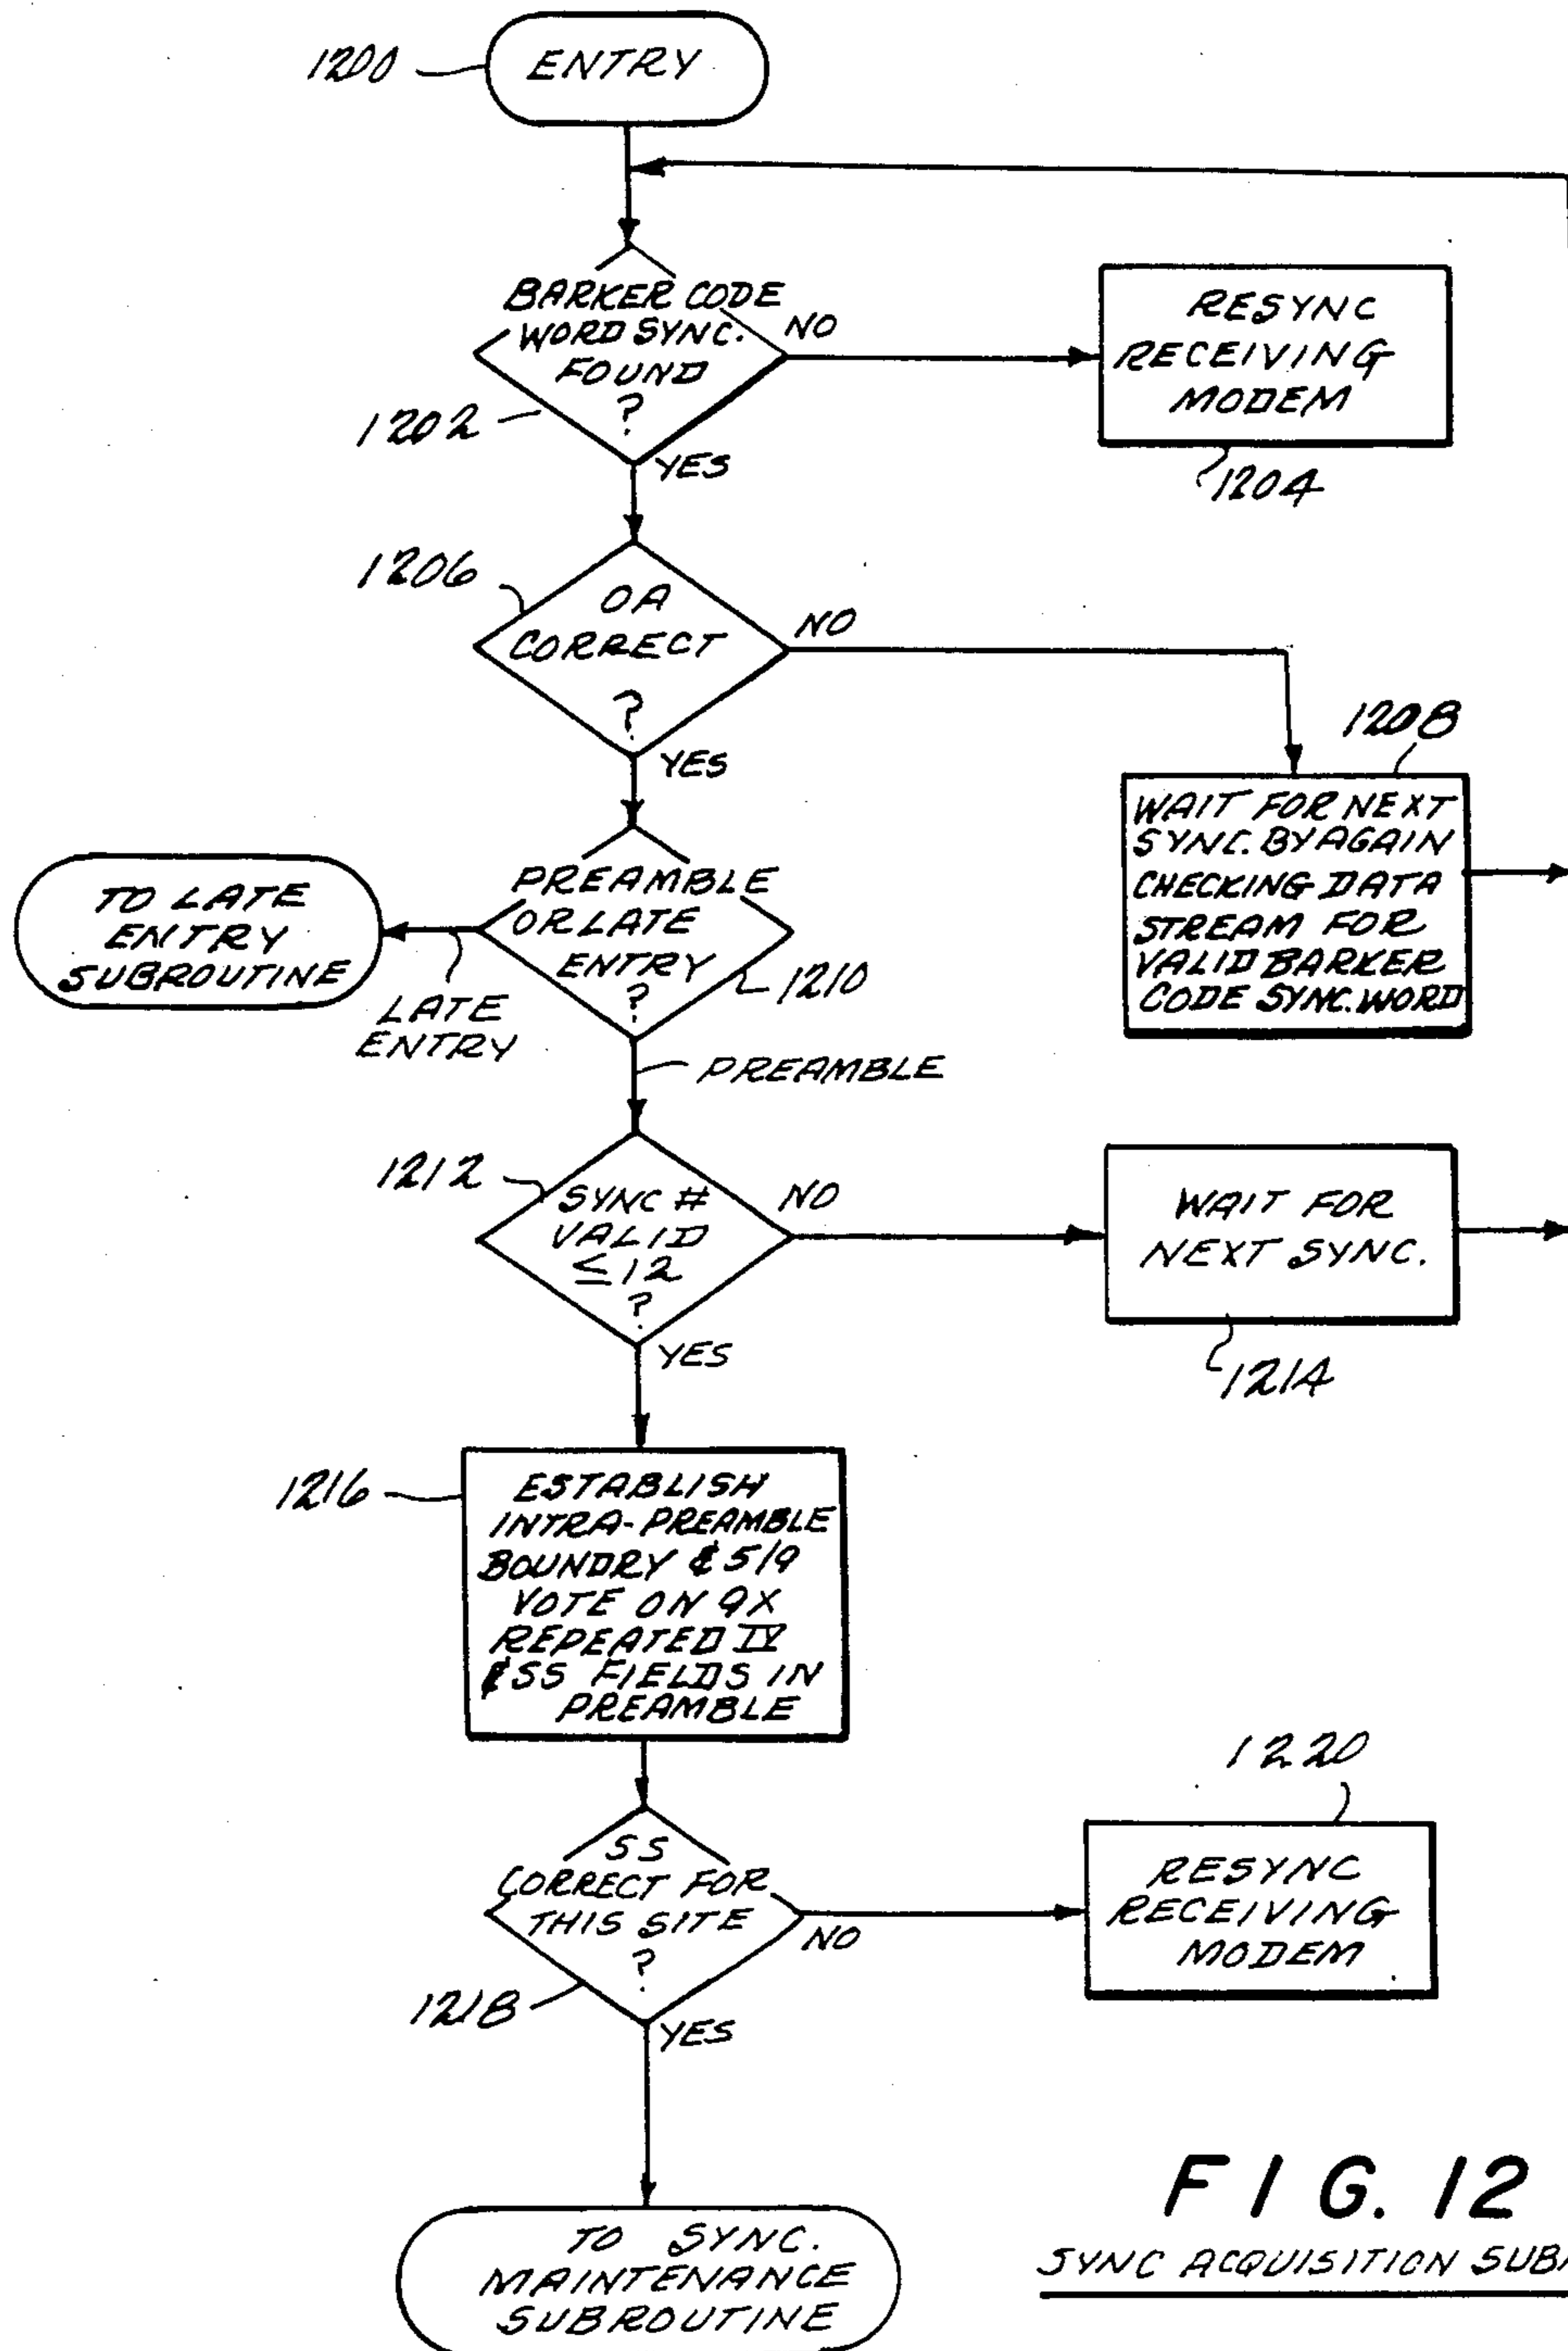 1200
ENTRY
BARKER CODE
WORD SYNC.
FOUND
?
NO
YES
1202
RESYNC
RECEIVING
MODEM
1204
1206
OA
CORRECT
?
NO
YES
1208
WAIT FOR NEXT
SYNC. BY AGAIN
CHECKING DATA
STREAM FOR
VALID BARKER
CODE SYNC. WORD
TO LATE
ENTRY
SUBROUTINE
LATE
ENTRY
PREAMBLE
OR LATE
ENTRY
?
1210
PREAMBLE
1212
SYNC #
VALID
≤ 12
?
NO
YES
WAIT FOR
NEXT SYNC.
1214
1216
ESTABLISH
INTRA-PREAMBLE
BOUNDRY & 5/9
VOTE ON 9X
REPEATED IV
& SS FIELDS IN
PREAMBLE
SS
CORRECT FOR
THIS SITE
?
NO
YES
1218
1220
RESYNC
RECEIVING
MODEM
TO SYNC.
MAINTENANCE
SUBROUTINE
FIG. 12
SYNC ACQUISITION